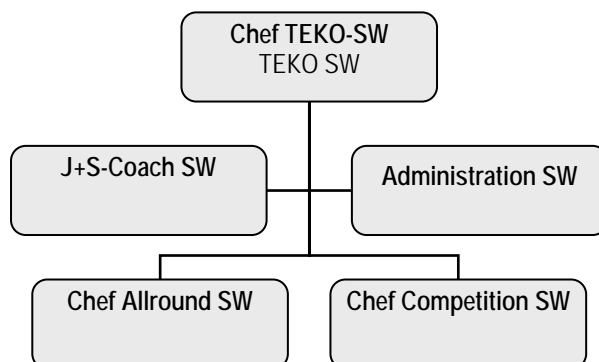 Chef TEKO-SW
TEKO SW
J+S-Coach SW
Administration SW
Chef Allround SW
Chef Competition SW